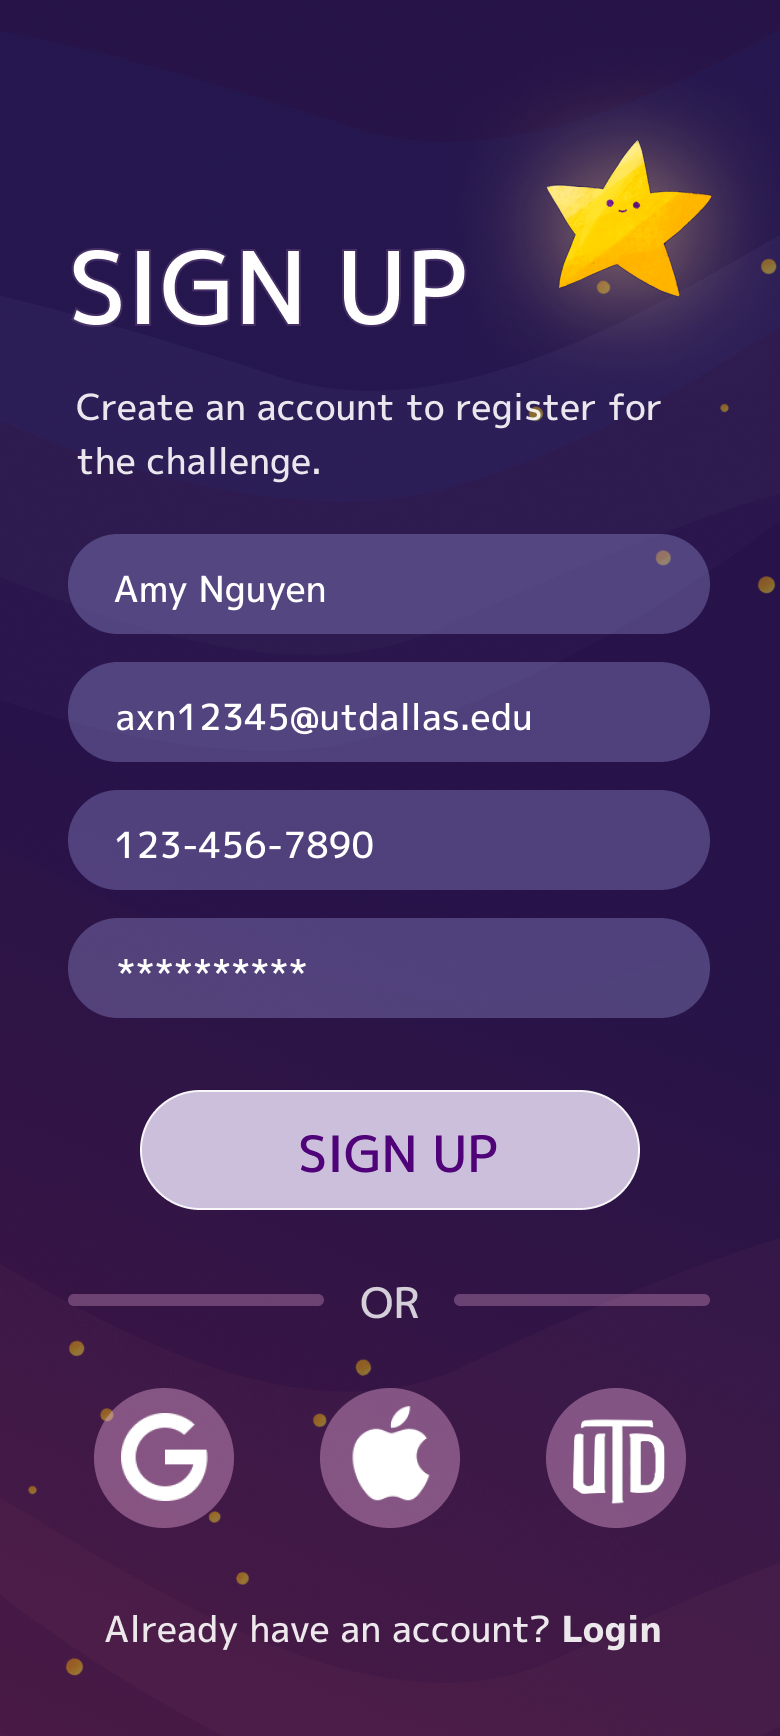 SIGN UP
Create an account to register for
the challenge.
Amy Nguyen
axn12345@utdallas.edu
123-456-7890
**********
SIGN UP
OR
G
UTD
Already have an account? Login